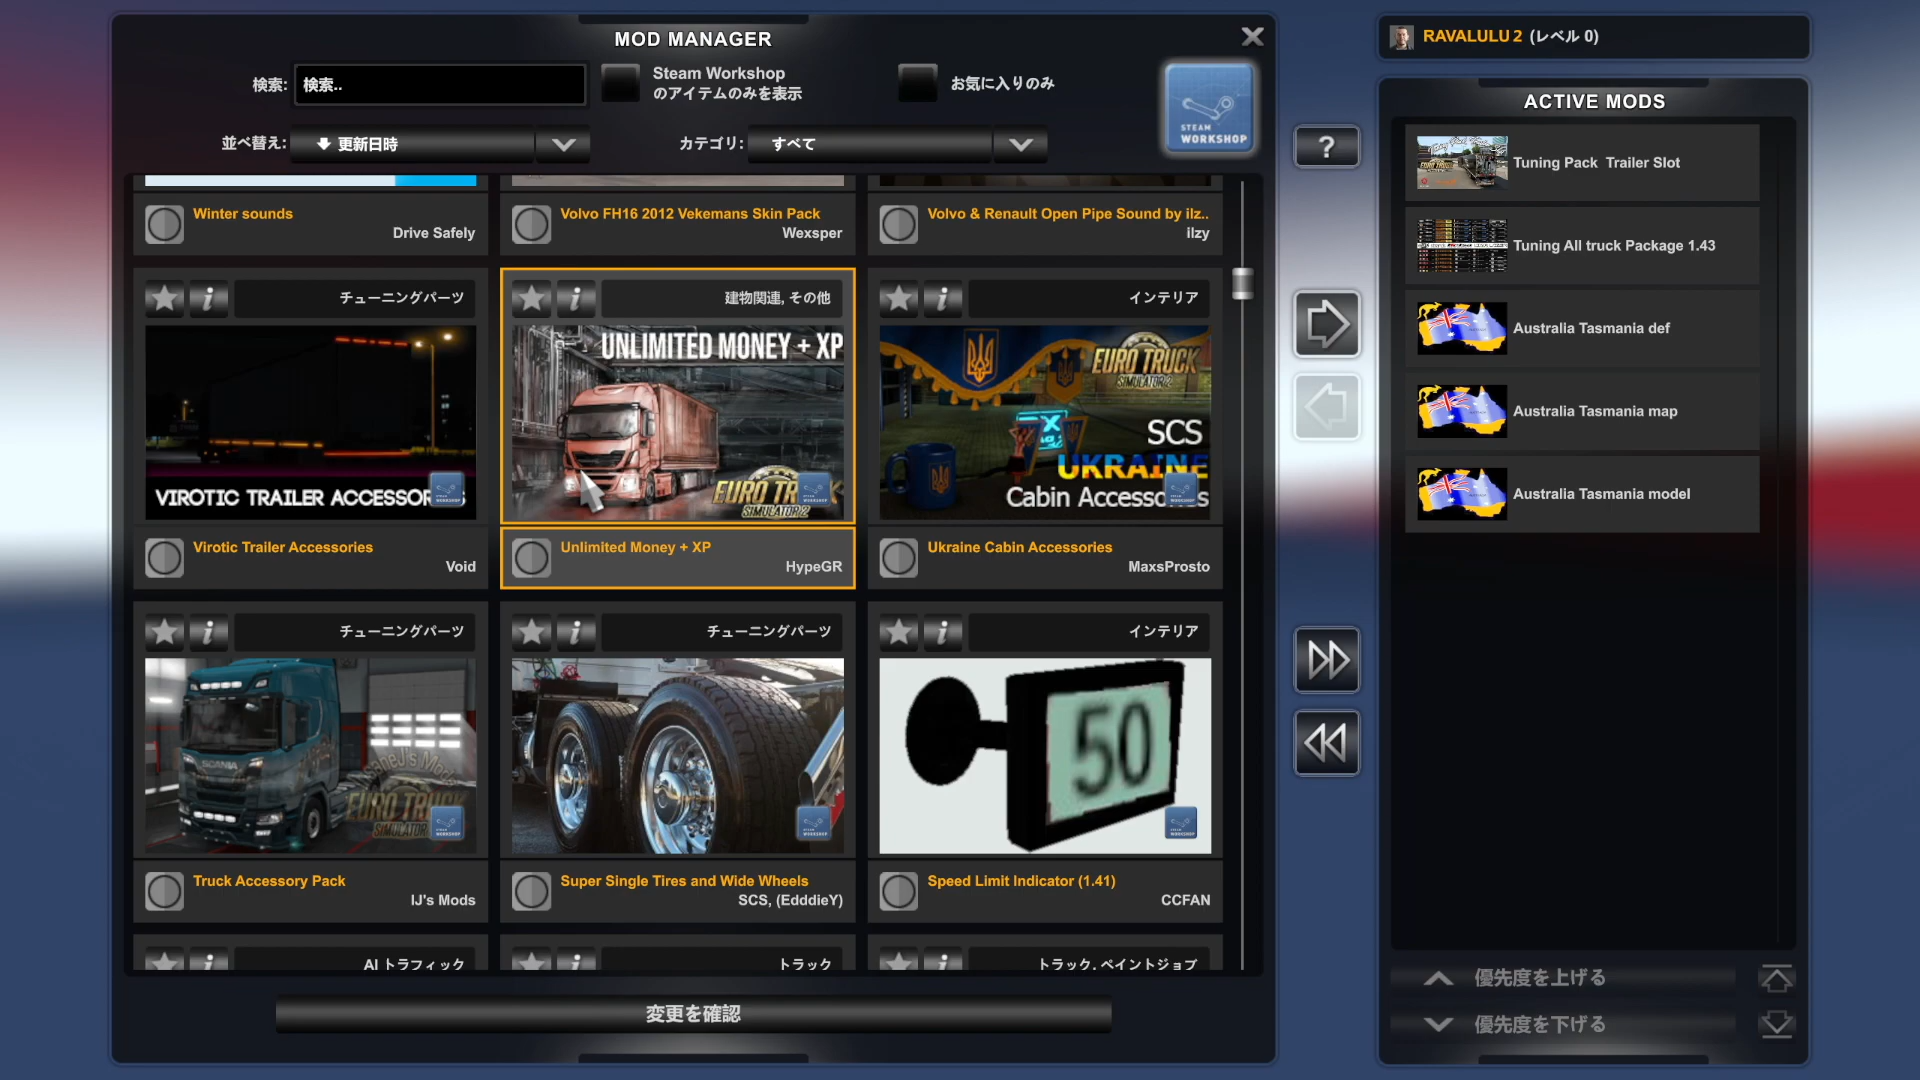 MOD MANAGER
検索:
検索..
Steam Workshop
のアイテムのみを表示
お気に入りのみ
STEAM
WORKSHOP
並べ替え:
更新日時
カテゴリ:
すべて
Winter sounds
Drive Safely
Volvo FH16 2012 Vekemans Skin Pack
Wexsper
Volvo & Renault Open Pipe Sound by ilz..
ilzy
チューニングパーツ
VIROTIC TRAILER ACCESSOR
Virotic Trailer Accessories
Void
建物関連, その他
UNLIMITED MONEY + XP
EURO TR
SIMULATOR 2
Unlimited Money + XP
HypeGR
インテリア
EURO TRUCK
SIMULATOR 2
SCS
UKRAINE
Cabin Accesso
Ukraine Cabin Accessories
MaxsProsto
チューニングパーツ
SCANIA
EURO TRUCK
SIMULATOR
Truck Accessory Pack
IJ's Mods
チューニングパーツ
Super Single Tires and Wide Wheels
SCS, (EdddieY)
インテリア
50
Speed Limit Indicator (1.41)
CCFAN
AI トラフィック
トラック
トラック, ペイントジョブ
変更を確認
?
RAVALULU 2 (レベル 0)
ACTIVE MODS
Tuning Pack Trailer Slot
Tuning All truck Package 1.43
Australia Tasmania def
Australia Tasmania map
Australia Tasmania model
優先度を上げる
優先度を下げる